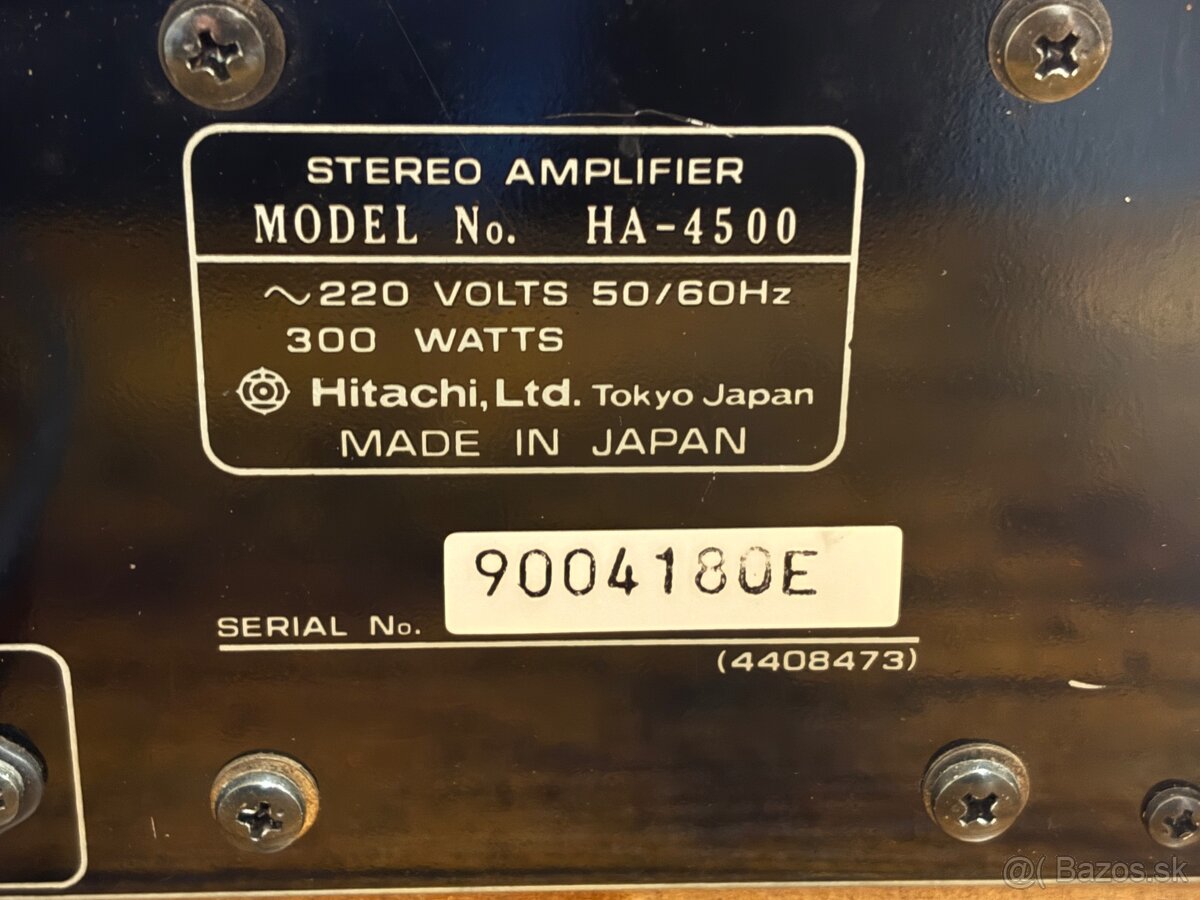 STEREO AMPLIFIER
MODEL No. HA-4500
~220 VOLTS 50/60Hz
300 WATTS
Hitachi, Ltd. Tokyo Japan
MADE IN JAPAN
9004180E
SERIAL No.
(4408473)
@( Bazos.sk